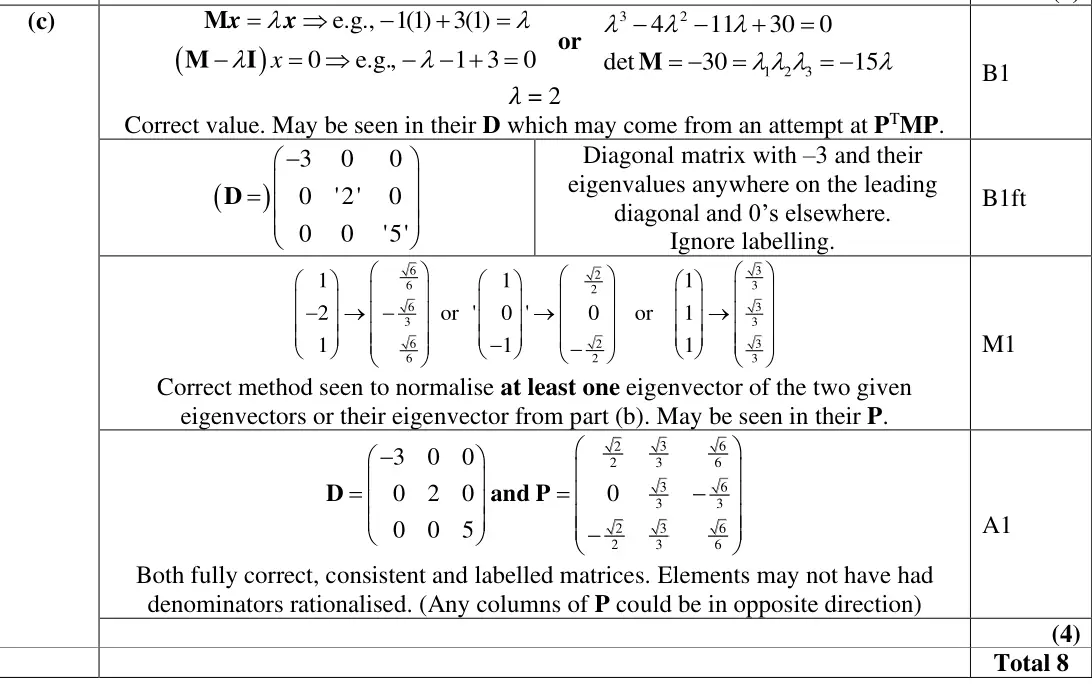 (c)
Mx = λx ⇒ e.g., −1(1) + 3(1) = λ
(M − λI)x = 0 ⇒ e.g., − λ −1 + 3 = 0
or
λ³ − 4λ² − 11λ + 30 = 0
det M = −30 = λ₁λ₂λ₃ = −15λ
λ = 2
Correct value. May be seen in their D which may come from an attempt at PᵀMP.
B1
(D =) (−3 0 0
0 '2' 0
0 0 '5')
Diagonal matrix with –3 and their
eigenvalues anywhere on the leading
diagonal and 0's elsewhere.
Ignore labelling.
B1ft
(1, −2, 1) → (√6/6, −√6/3, √6/6) or '(1, 0, −1)' → (√2/2, 0, −√2/2) or (1, 1, 1) → (√3/3, √3/3, √3/3)
Correct method seen to normalise at least one eigenvector of the two given
eigenvectors or their eigenvector from part (b). May be seen in their P.
M1
D = (−3 0 0
0 2 0
0 0 5)
and P = (√2/2 √3/3 √6/6
0 √3/3 −√6/3
−√2/2 √3/3 √6/6)
Both fully correct, consistent and labelled matrices. Elements may not have had
denominators rationalised. (Any columns of P could be in opposite direction)
A1
(4)
Total 8